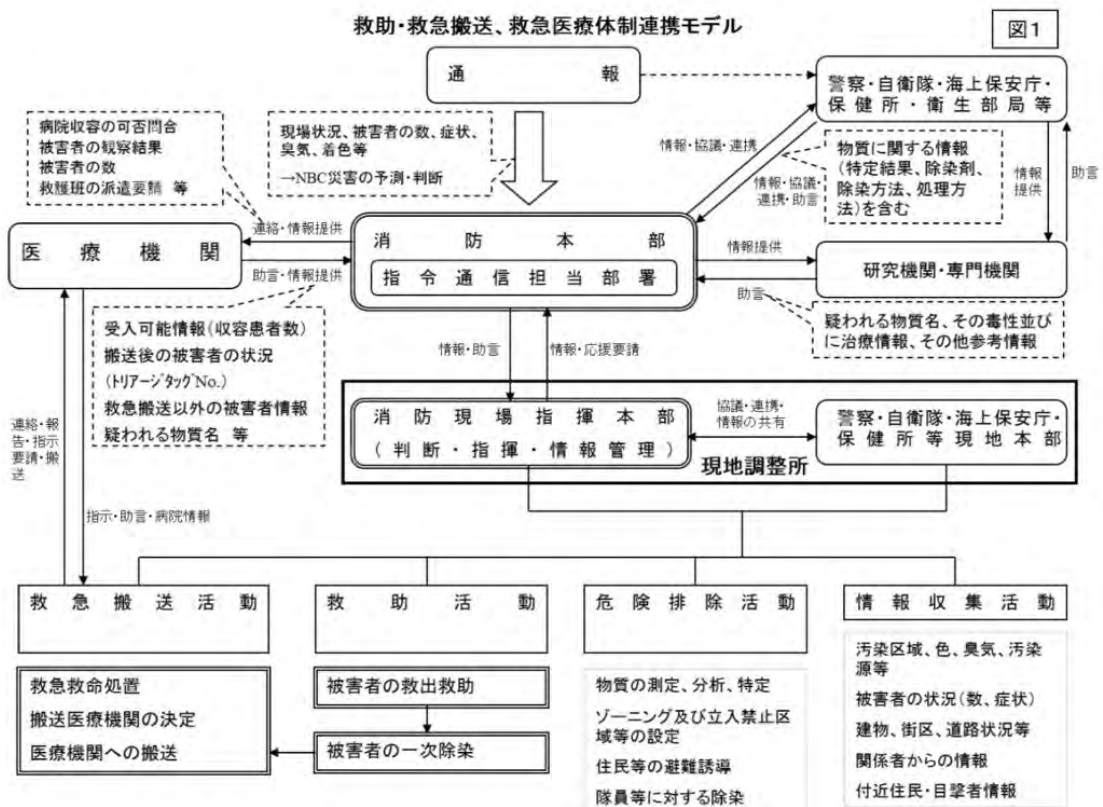 救助・救急搬送、救急医療体制連携モデル
図1
通報
警察・自衛隊・海上保安庁・
保健所・衛生部局等
病院収容の可否問合
被害者の観察結果
被害者の数
救護班の派遣要請 等
現場状況、被害者の数、症状、
臭気、着色等
→NBC災害の予測・判断
情報・協議・連携
物質に関する情報
(特定結果、除染剤、
除染方法、処理方
法)を含む
情報・協議・
連携・助言
情報
提供
助言
連絡・情報提供
医療機関
助言・情報提供
消防本部
指令通信担当部署
情報提供
助言
研究機関・専門機関
受入可能情報(収容患者数)
搬送後の被害者の状況
(トリアージタッグNo.)
救急搬送以外の被害者情報
疑われる物質名 等
疑われる物質名、その毒性並び
に治療情報、その他参考情報
情報・助言
情報・応援要請
消防現場指揮本部
(判断・指揮・情報管理)
協議・連携・
情報の共有
警察・自衛隊・海上保安庁・
保健所等現地本部
現地調整所
連絡・報
告・指示
要請・搬
送
指示・助言・病院情報
救急搬送活動
救助活動
危険排除活動
情報収集活動
救急救命処置
搬送医療機関の決定
医療機関への搬送
被害者の救出救助
被害者の一次除染
物質の測定、分析、特定
ゾーニング及び立入禁止区
域等の設定
住民等の避難誘導
隊員等に対する除染
汚染区域、色、臭気、汚染
源等
被害者の状況(数、症状)
建物、街区、道路状況等
関係者からの情報
付近住民・目撃者情報